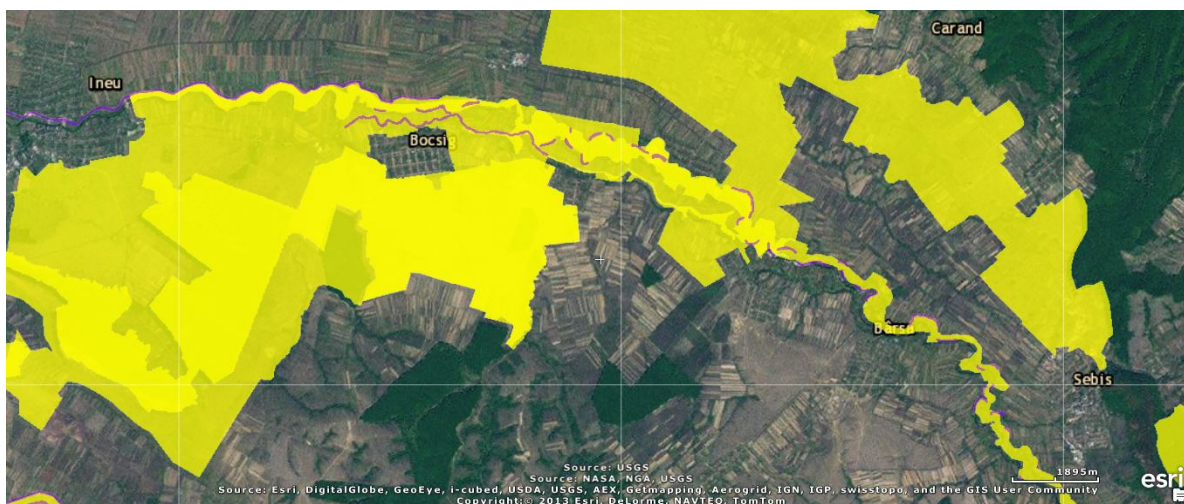 Carand
Ineu
Bocsig
Bârsa
Sebis
1895m
esri
Source: USGS
Source: NASA, NGA, USGS
Source: Esri, DigitalGlobe, GeoEye, i-cubed, USDA, USGS, AEX, Getmapping, Aerogrid, IGN, IGP, swisstopo, and the GIS User Community
Copyright:© 2013 Esri, DeLorme, NAVTEQ, TomTom